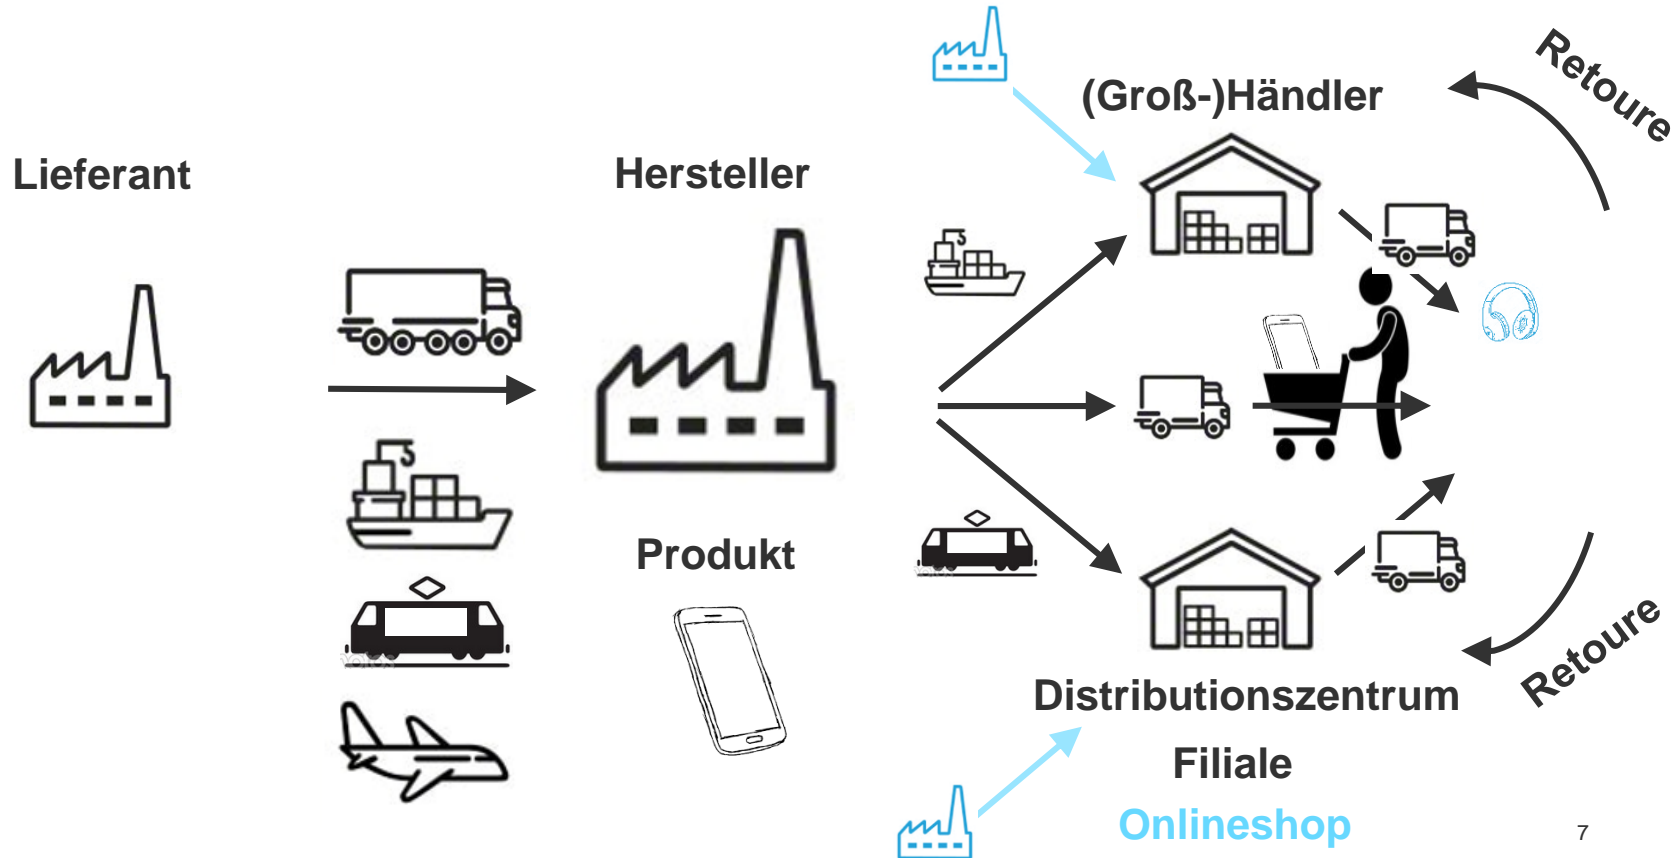 Lieferant
Hersteller
Produkt
(Groß-)Händler
Retoure
Distributionszentrum
Filiale
Onlineshop
Retoure
7